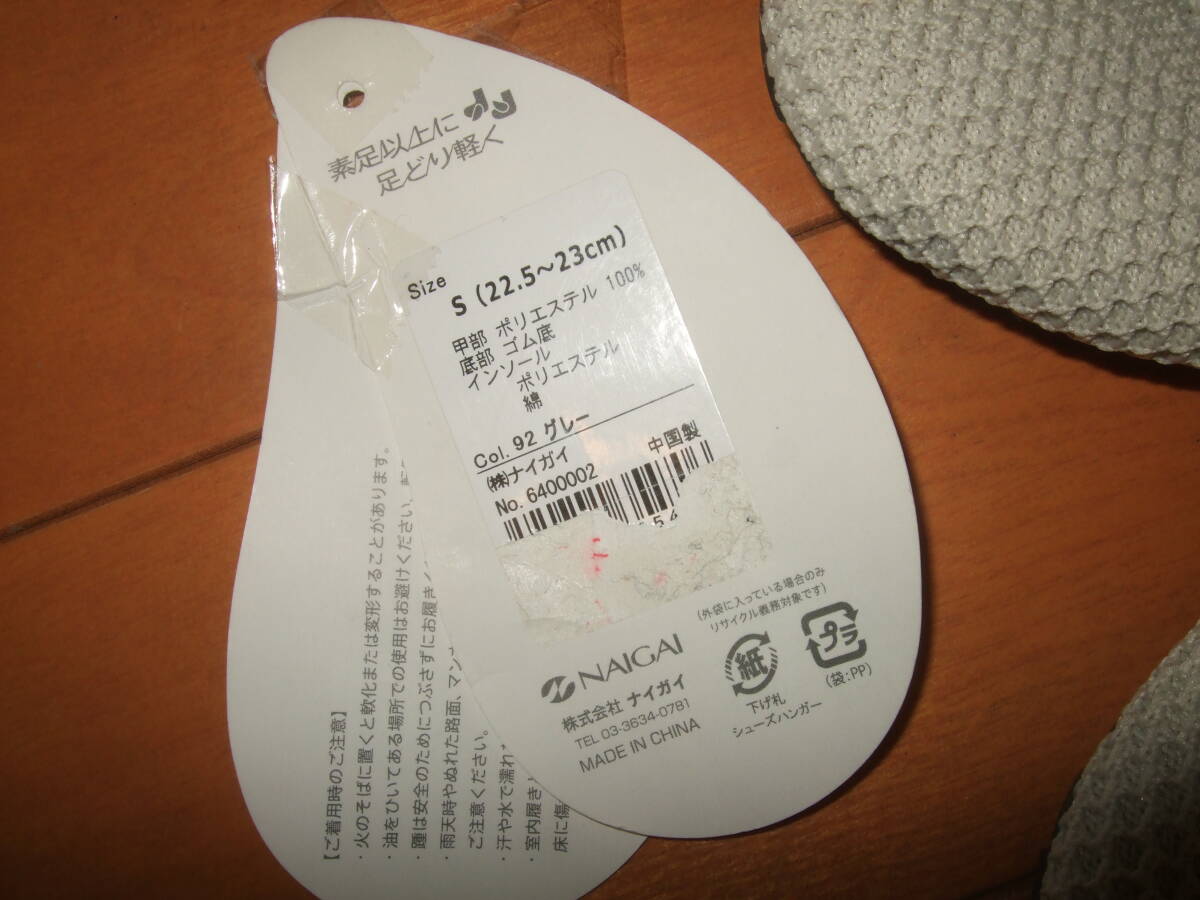 素足以上に
足どり軽く
Size
S (22.5~23cm)
甲部 ポリエステル 100%
底部 ゴム底
インソール
ポリエステル
綿
Col. 92 グレー
(株)ナイガイ 中国製
No. 6400002
54
(外袋に入っている場合のみ
リサイクル義務対象です)
NAIGAI
株式会社 ナイガイ
TEL 03-3634-0781
MADE IN CHINA
紙
下げ札
シューズハンガー
プラ
(袋:PP)
【ご着用時のご注意】
・火のそばに置くと軟化または変形することがあります。
・油をひいてある場所での使用はお避けください、
・踵は安全のためにつぶさずにお履き
・雨天時やぬれた路面、マン
ご注意ください。
・汗や水で濡れ
・室内履き
床に傷